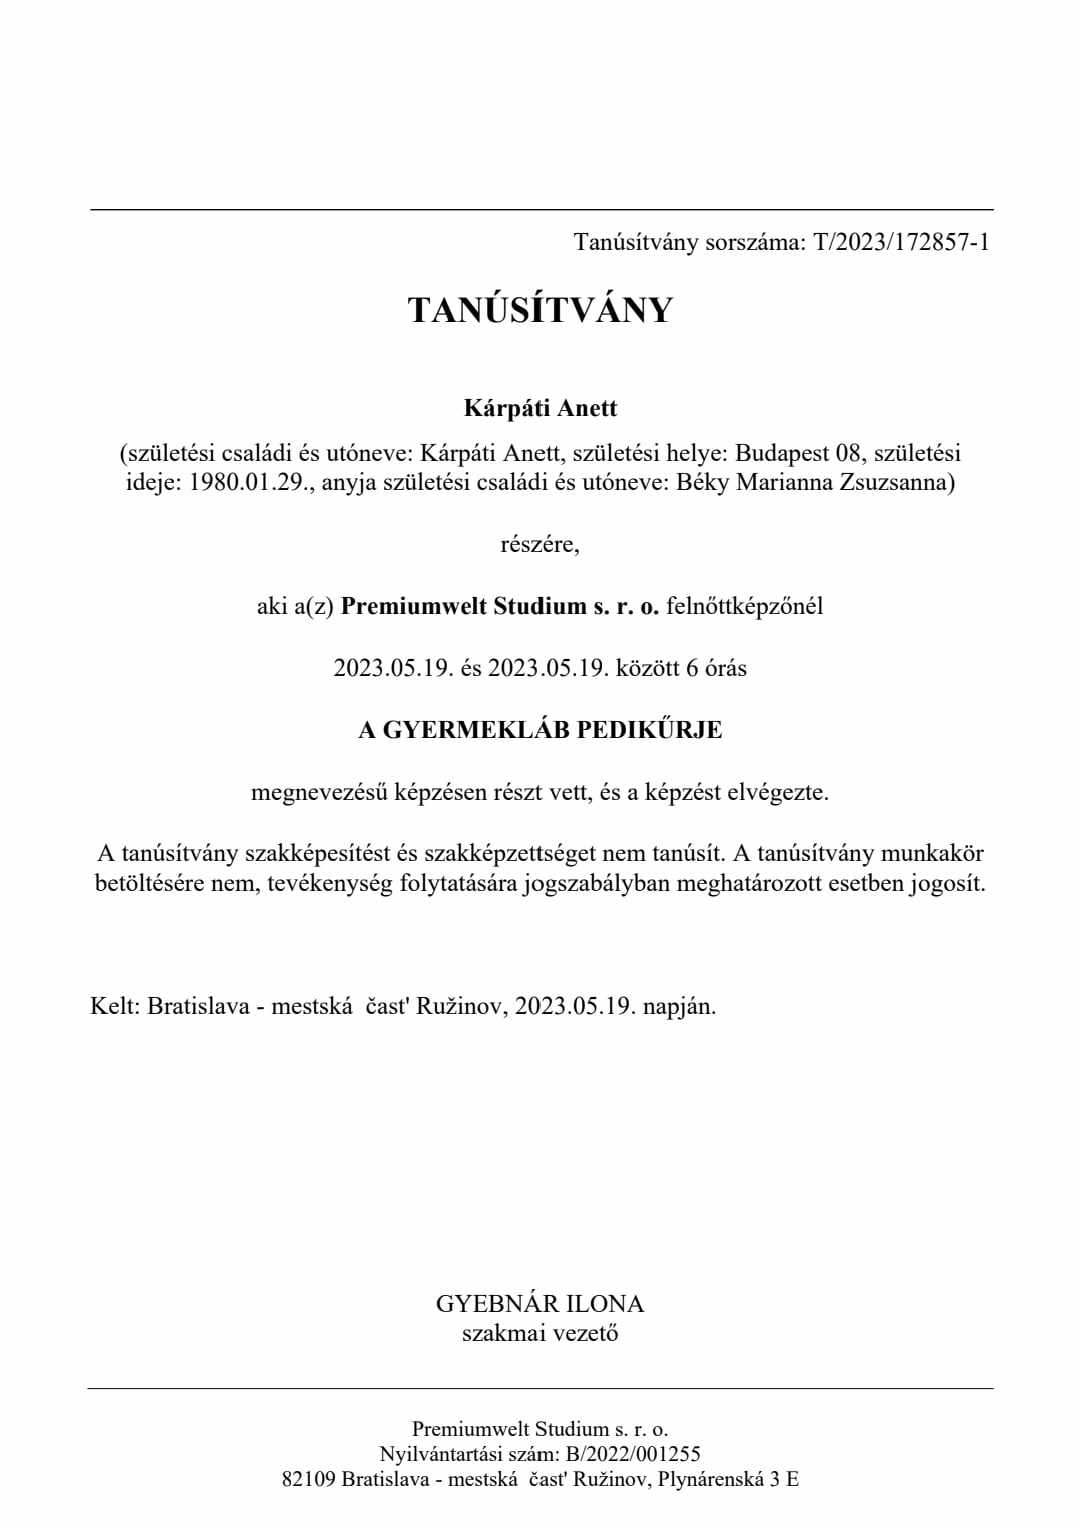 Tanúsítvány sorszáma: T/2023/172857-1
TANÚSÍTVÁNY
Kárpáti Anett
(születési családi és utóneve: Kárpáti Anett, születési helye: Budapest 08, születési
ideje: 1980.01.29., anyja születési családi és utóneve: Béky Marianna Zsuzsanna)
részére,
aki a(z) Premiumwelt Studium s. r. o. felnőttképzőnél
2023.05.19. és 2023.05.19. között 6 órás
A GYERMEKLÁB PEDIKŰRJE
megnevezésű képzésen részt vett, és a képzést elvégezte.
A tanúsítvány szakképesítést és szakképzettséget nem tanúsít. A tanúsítvány munkakör
betöltésére nem, tevékenység folytatására jogszabályban meghatározott esetben jogosít.
Kelt: Bratislava - mestská  čast' Ružinov, 2023.05.19. napján.
GYEBNÁR ILONA
szakmai vezető
Premiumwelt Studium s. r. o.
Nyilvántartási szám: B/2022/001255
82109 Bratislava - mestská  čast' Ružinov, Plynárenská 3 E